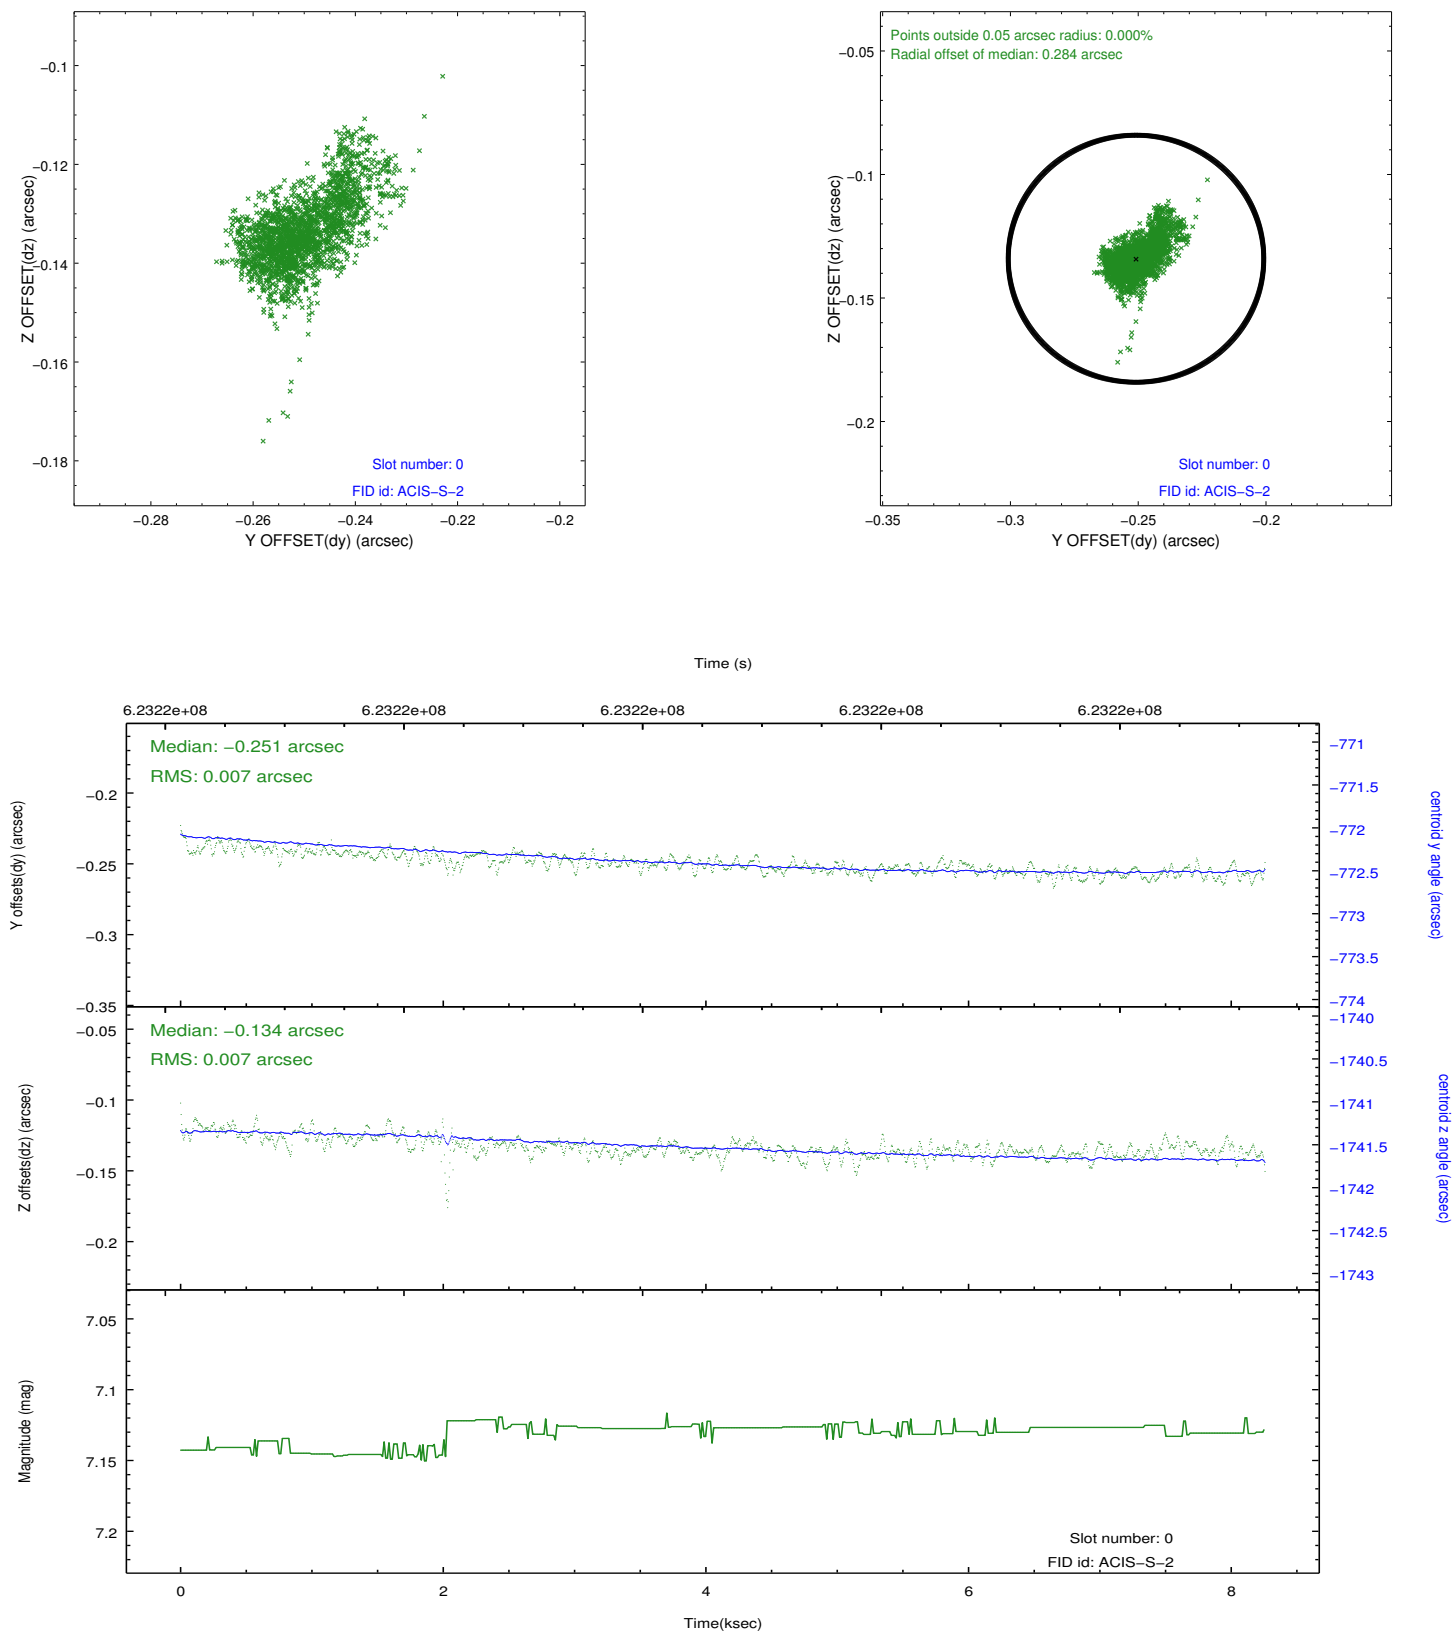 −0.1
−0.12
−0.14
−0.16
−0.18
Z OFFSET(dz) (arcsec)
−0.28
−0.26
−0.24
−0.22
−0.2
Y OFFSET(dy) (arcsec)
Slot number: 0
FID id: ACIS−S−2
Points outside 0.05 arcsec radius: 0.000%
Radial offset of median: 0.284 arcsec
−0.05
−0.1
−0.15
−0.2
Z OFFSET(dz) (arcsec)
−0.35
−0.3
−0.25
−0.2
Y OFFSET(dy) (arcsec)
Slot number: 0
FID id: ACIS−S−2
Time (s)
6.2322e+08
6.2322e+08
6.2322e+08
6.2322e+08
6.2322e+08
Median: −0.251 arcsec
RMS: 0.007 arcsec
Y offsets(dy) (arcsec)
−0.2
−0.25
−0.3
−0.35
−771
−771.5
−772
−772.5
−773
−773.5
−774
centroid y angle (arcsec)
Median: −0.134 arcsec
RMS: 0.007 arcsec
Z offsets(dz) (arcsec)
−0.05
−0.1
−0.15
−0.2
−1740
−1740.5
−1741
−1741.5
−1742
−1742.5
−1743
centroid z angle (arcsec)
Magnitude (mag)
7.05
7.1
7.15
7.2
Slot number: 0
FID id: ACIS−S−2
0
2
4
6
8
Time(ksec)